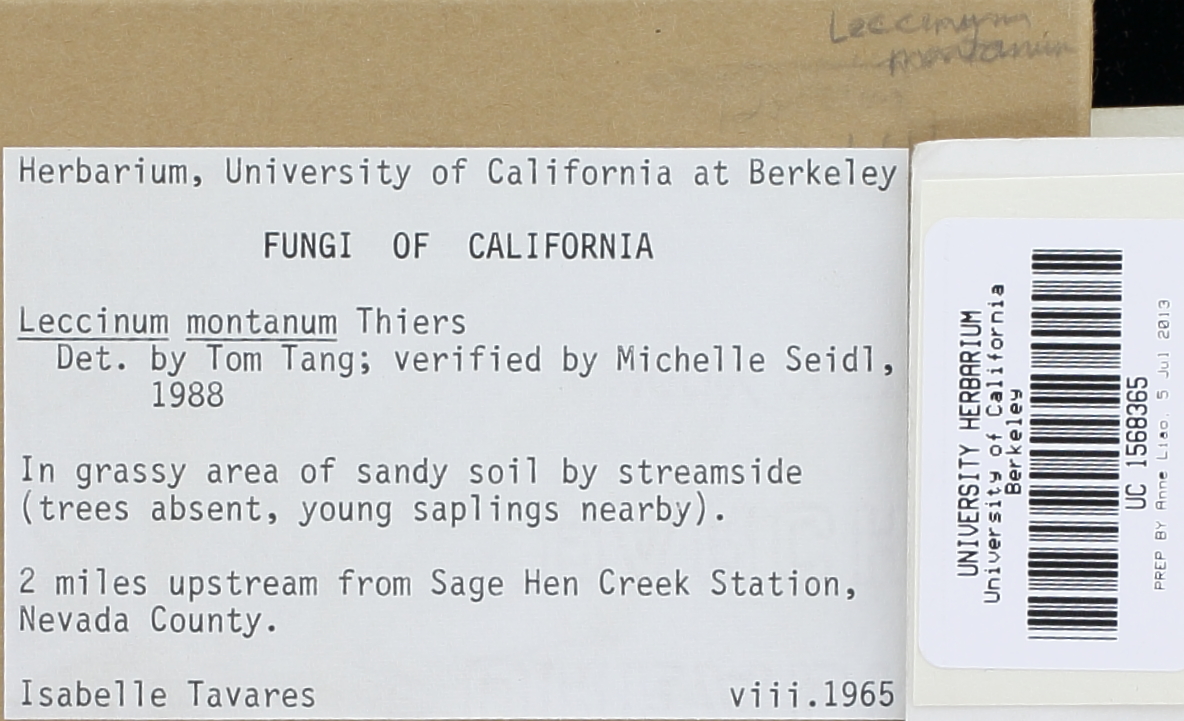 Leccinum
montanum
Herbarium, University of California at Berkeley
FUNGI OF CALIFORNIA
Leccinum montanum Thiers
Det. by Tom Tang; verified by Michelle Seidl,
1988
In grassy area of sandy soil by streamside
(trees absent, young saplings nearby).
2 miles upstream from Sage Hen Creek Station,
Nevada County.
Isabelle Tavares viii.1965
UNIVERSITY HERBARIUM
University of California
Berkeley
UC 1568365
PREP BY Anne Liao. 5 Jul 2013